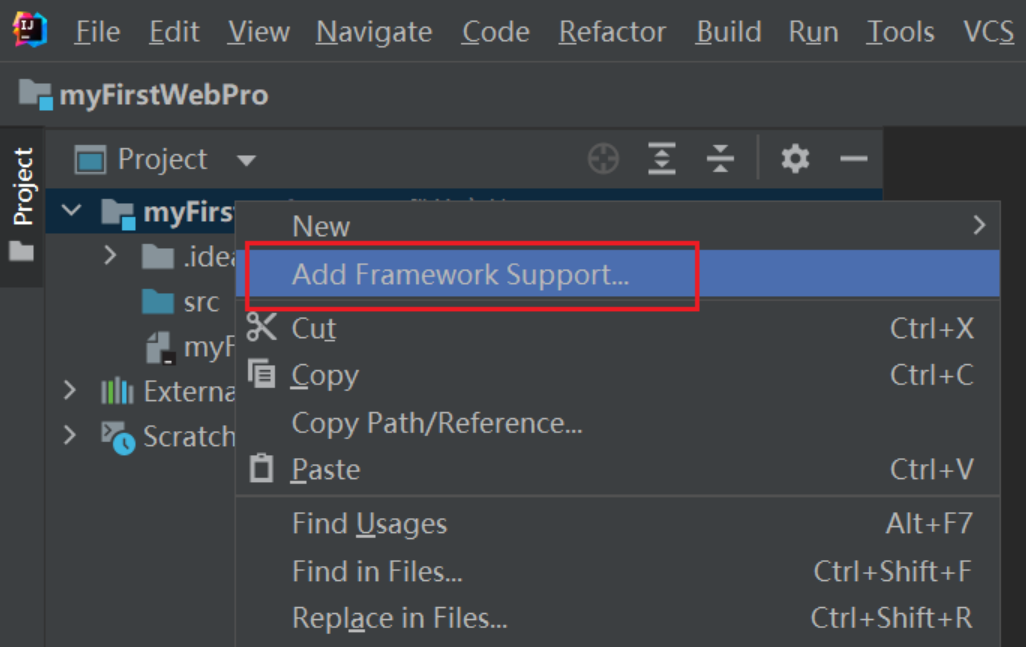 File Edit View Navigate Code Refactor Build Run Tools VCS
myFirstWebPro
Project
Project
myFirs
New
Add Framework Support...
.idea
src
Cut Ctrl+X
myF
Copy Ctrl+C
Externa
Copy Path/Reference...
Scratch
Paste Ctrl+V
Find Usages Alt+F7
Find in Files... Ctrl+Shift+F
Replace in Files... Ctrl+Shift+R